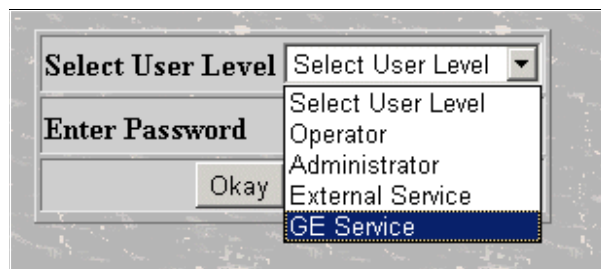 Select User Level Select User Level
Select User Level
Enter Password
Operator
Administrator
Okay
External Service
GE Service